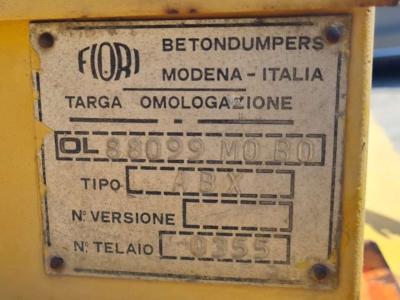 FIORI
BETONDUMPERS
MODENA-ITALIA
TARGA OMOLOGAZIONE
OL 88099 MO BO
TIPO ABX
N° VERSIONE
N° TELAIO 0355